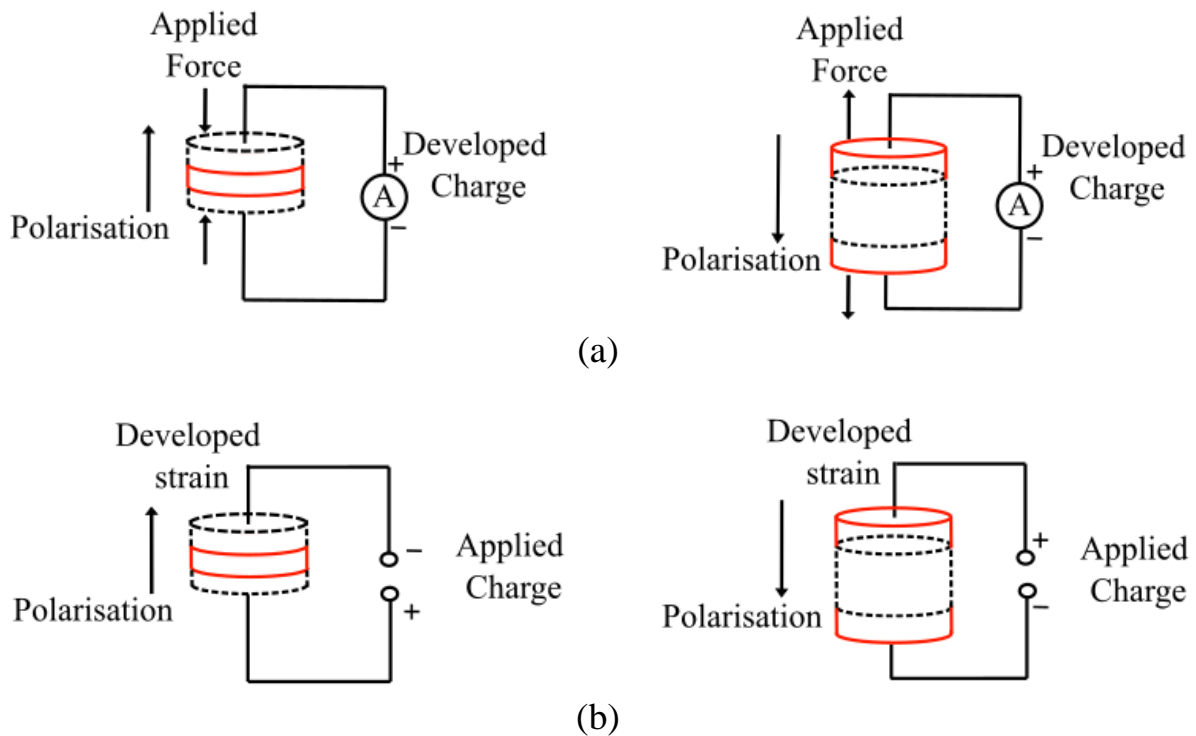 Applied
Force
+
Developed
Charge
A
−
Polarisation
Applied
Force
+
Developed
Charge
A
−
Polarisation
(a)
Developed
strain
−
Applied
Charge
+
Polarisation
Developed
strain
+
Applied
Charge
−
Polarisation
(b)